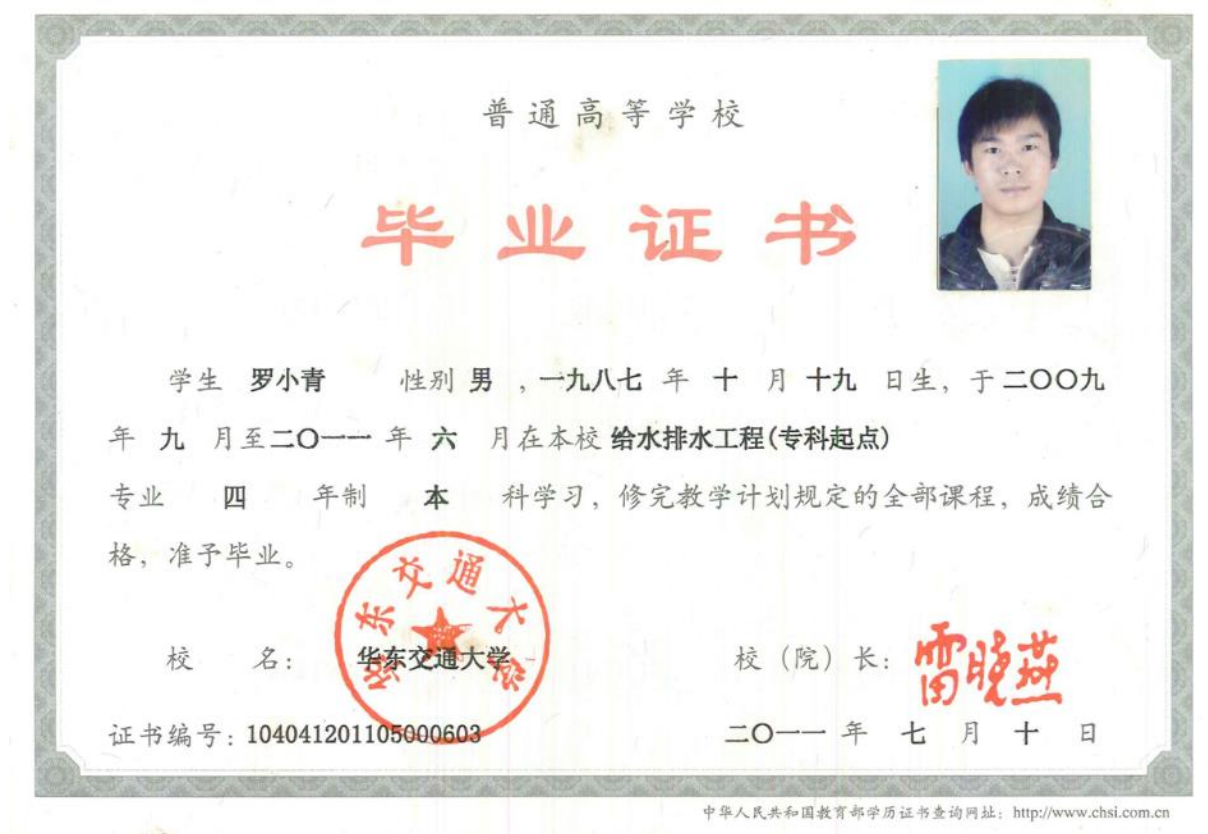 普通高等学校
毕业证书
学生 罗小青 性别 男 , 一九八七 年 十 月 十九 日生, 于 二〇〇九
年 九 月至 二〇一一 年 六 月在本校 给水排水工程(专科起点)
专业 四 年制 本 科学习, 修完教学计划规定的全部课程, 成绩合
格, 准予毕业。
华东交通大学
校 名: 华东交通大学 校 (院) 长: 雷晓燕
证书编号: 104041201105000603 二〇一一 年 七 月 十 日
中华人民共和国教育部学历证书查询网址: http://www.chsi.com.cn